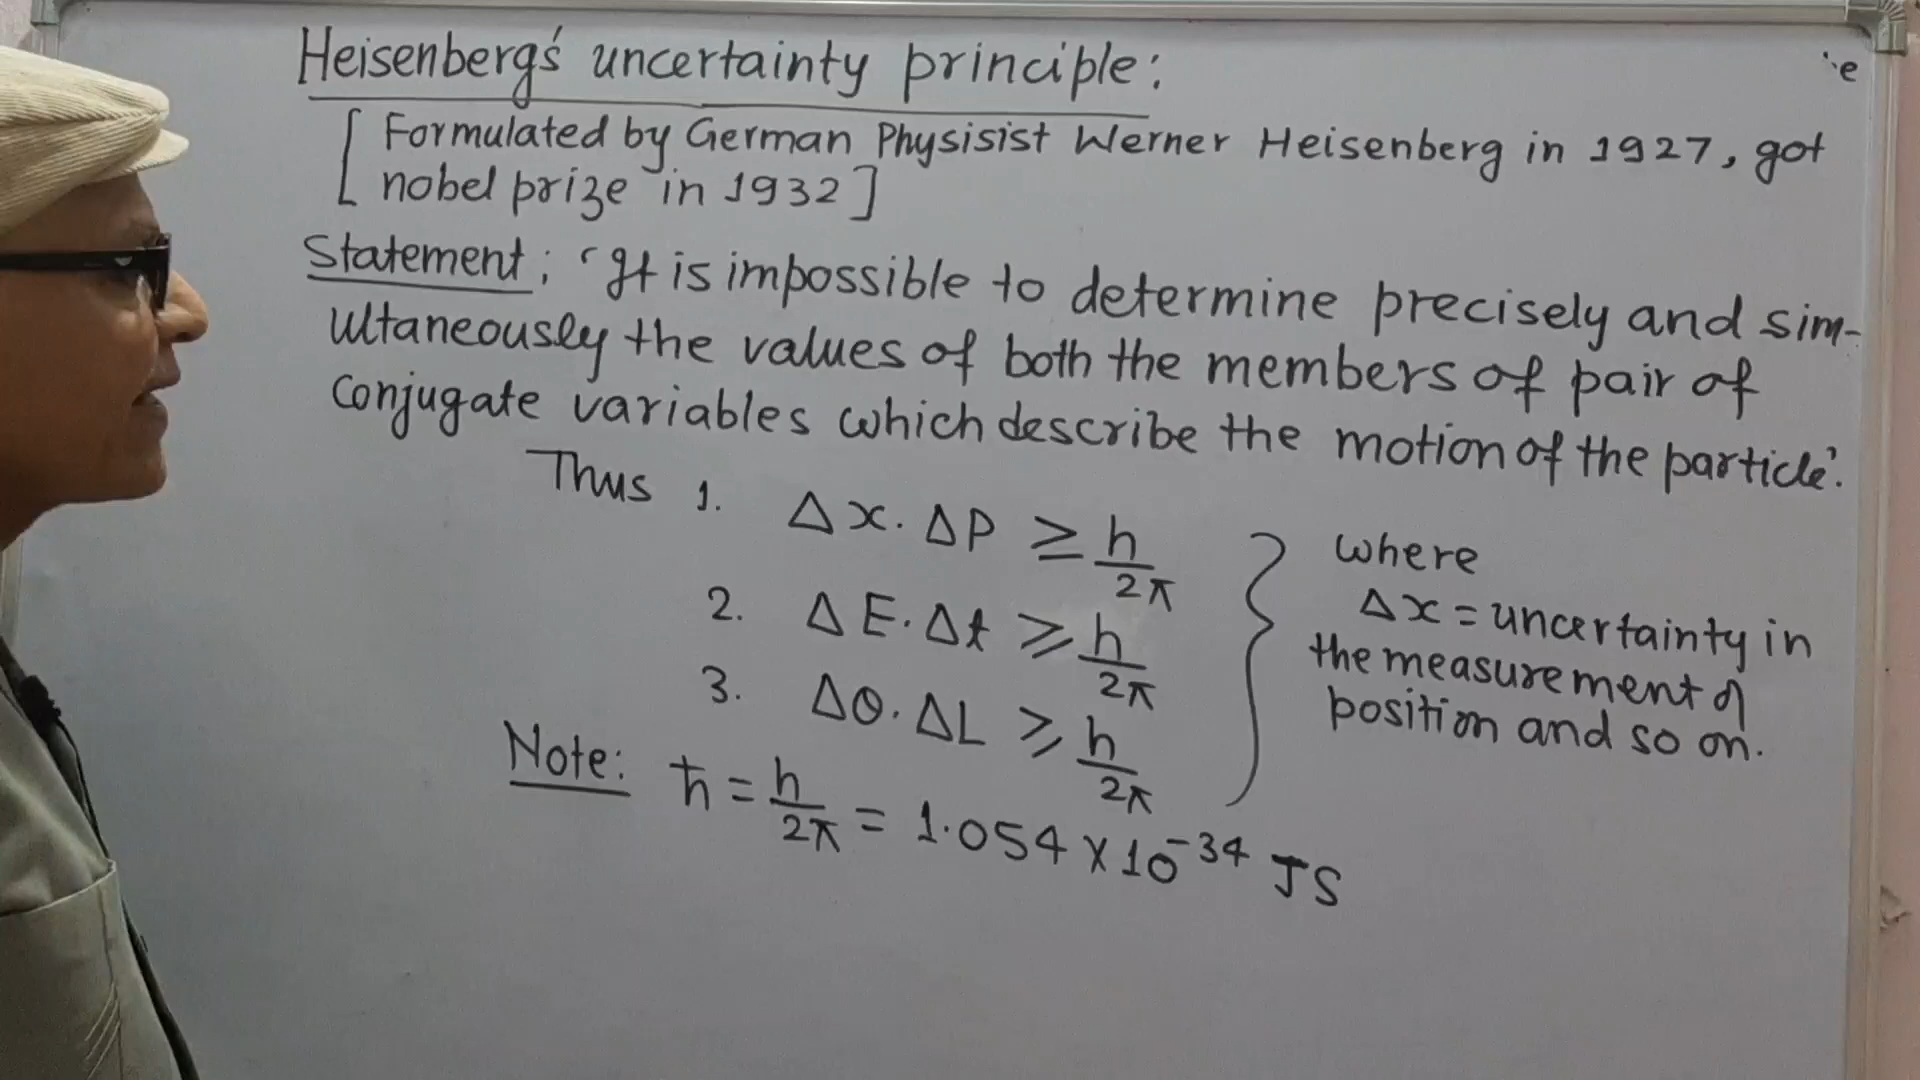 Heisenberg's uncertainty principle:
[Formulated by German Physisist Werner Heisenberg in 1927, got
nobel prize in 1932]
Statement: 'It is impossible to determine precisely and sim-
ultaneously the values of both the members of pair of
conjugate variables which describe the motion of the particle'.
Thus 1. Δx. ΔP ≥ h/2π
2. ΔE. Δt ≥ h/2π
3. Δθ. ΔL ≥ h/2π
where
Δx = uncertainty in
the measurement of
position and so on.
Note: ħ = h/2π = 1.054 X 10⁻³⁴ JS